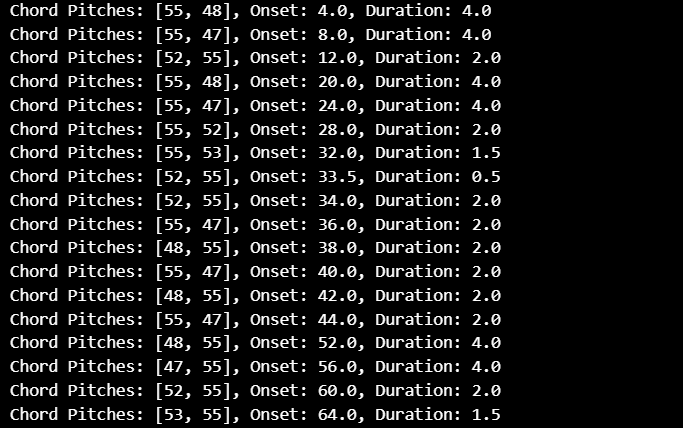 Chord Pitches: [55, 48], Onset: 4.0, Duration: 4.0
Chord Pitches: [55, 47], Onset: 8.0, Duration: 4.0
Chord Pitches: [52, 55], Onset: 12.0, Duration: 2.0
Chord Pitches: [55, 48], Onset: 20.0, Duration: 4.0
Chord Pitches: [55, 47], Onset: 24.0, Duration: 4.0
Chord Pitches: [55, 52], Onset: 28.0, Duration: 2.0
Chord Pitches: [55, 53], Onset: 32.0, Duration: 1.5
Chord Pitches: [52, 55], Onset: 33.5, Duration: 0.5
Chord Pitches: [52, 55], Onset: 34.0, Duration: 2.0
Chord Pitches: [55, 47], Onset: 36.0, Duration: 2.0
Chord Pitches: [48, 55], Onset: 38.0, Duration: 2.0
Chord Pitches: [55, 47], Onset: 40.0, Duration: 2.0
Chord Pitches: [48, 55], Onset: 42.0, Duration: 2.0
Chord Pitches: [55, 47], Onset: 44.0, Duration: 2.0
Chord Pitches: [48, 55], Onset: 52.0, Duration: 4.0
Chord Pitches: [47, 55], Onset: 56.0, Duration: 4.0
Chord Pitches: [52, 55], Onset: 60.0, Duration: 2.0
Chord Pitches: [53, 55], Onset: 64.0, Duration: 1.5